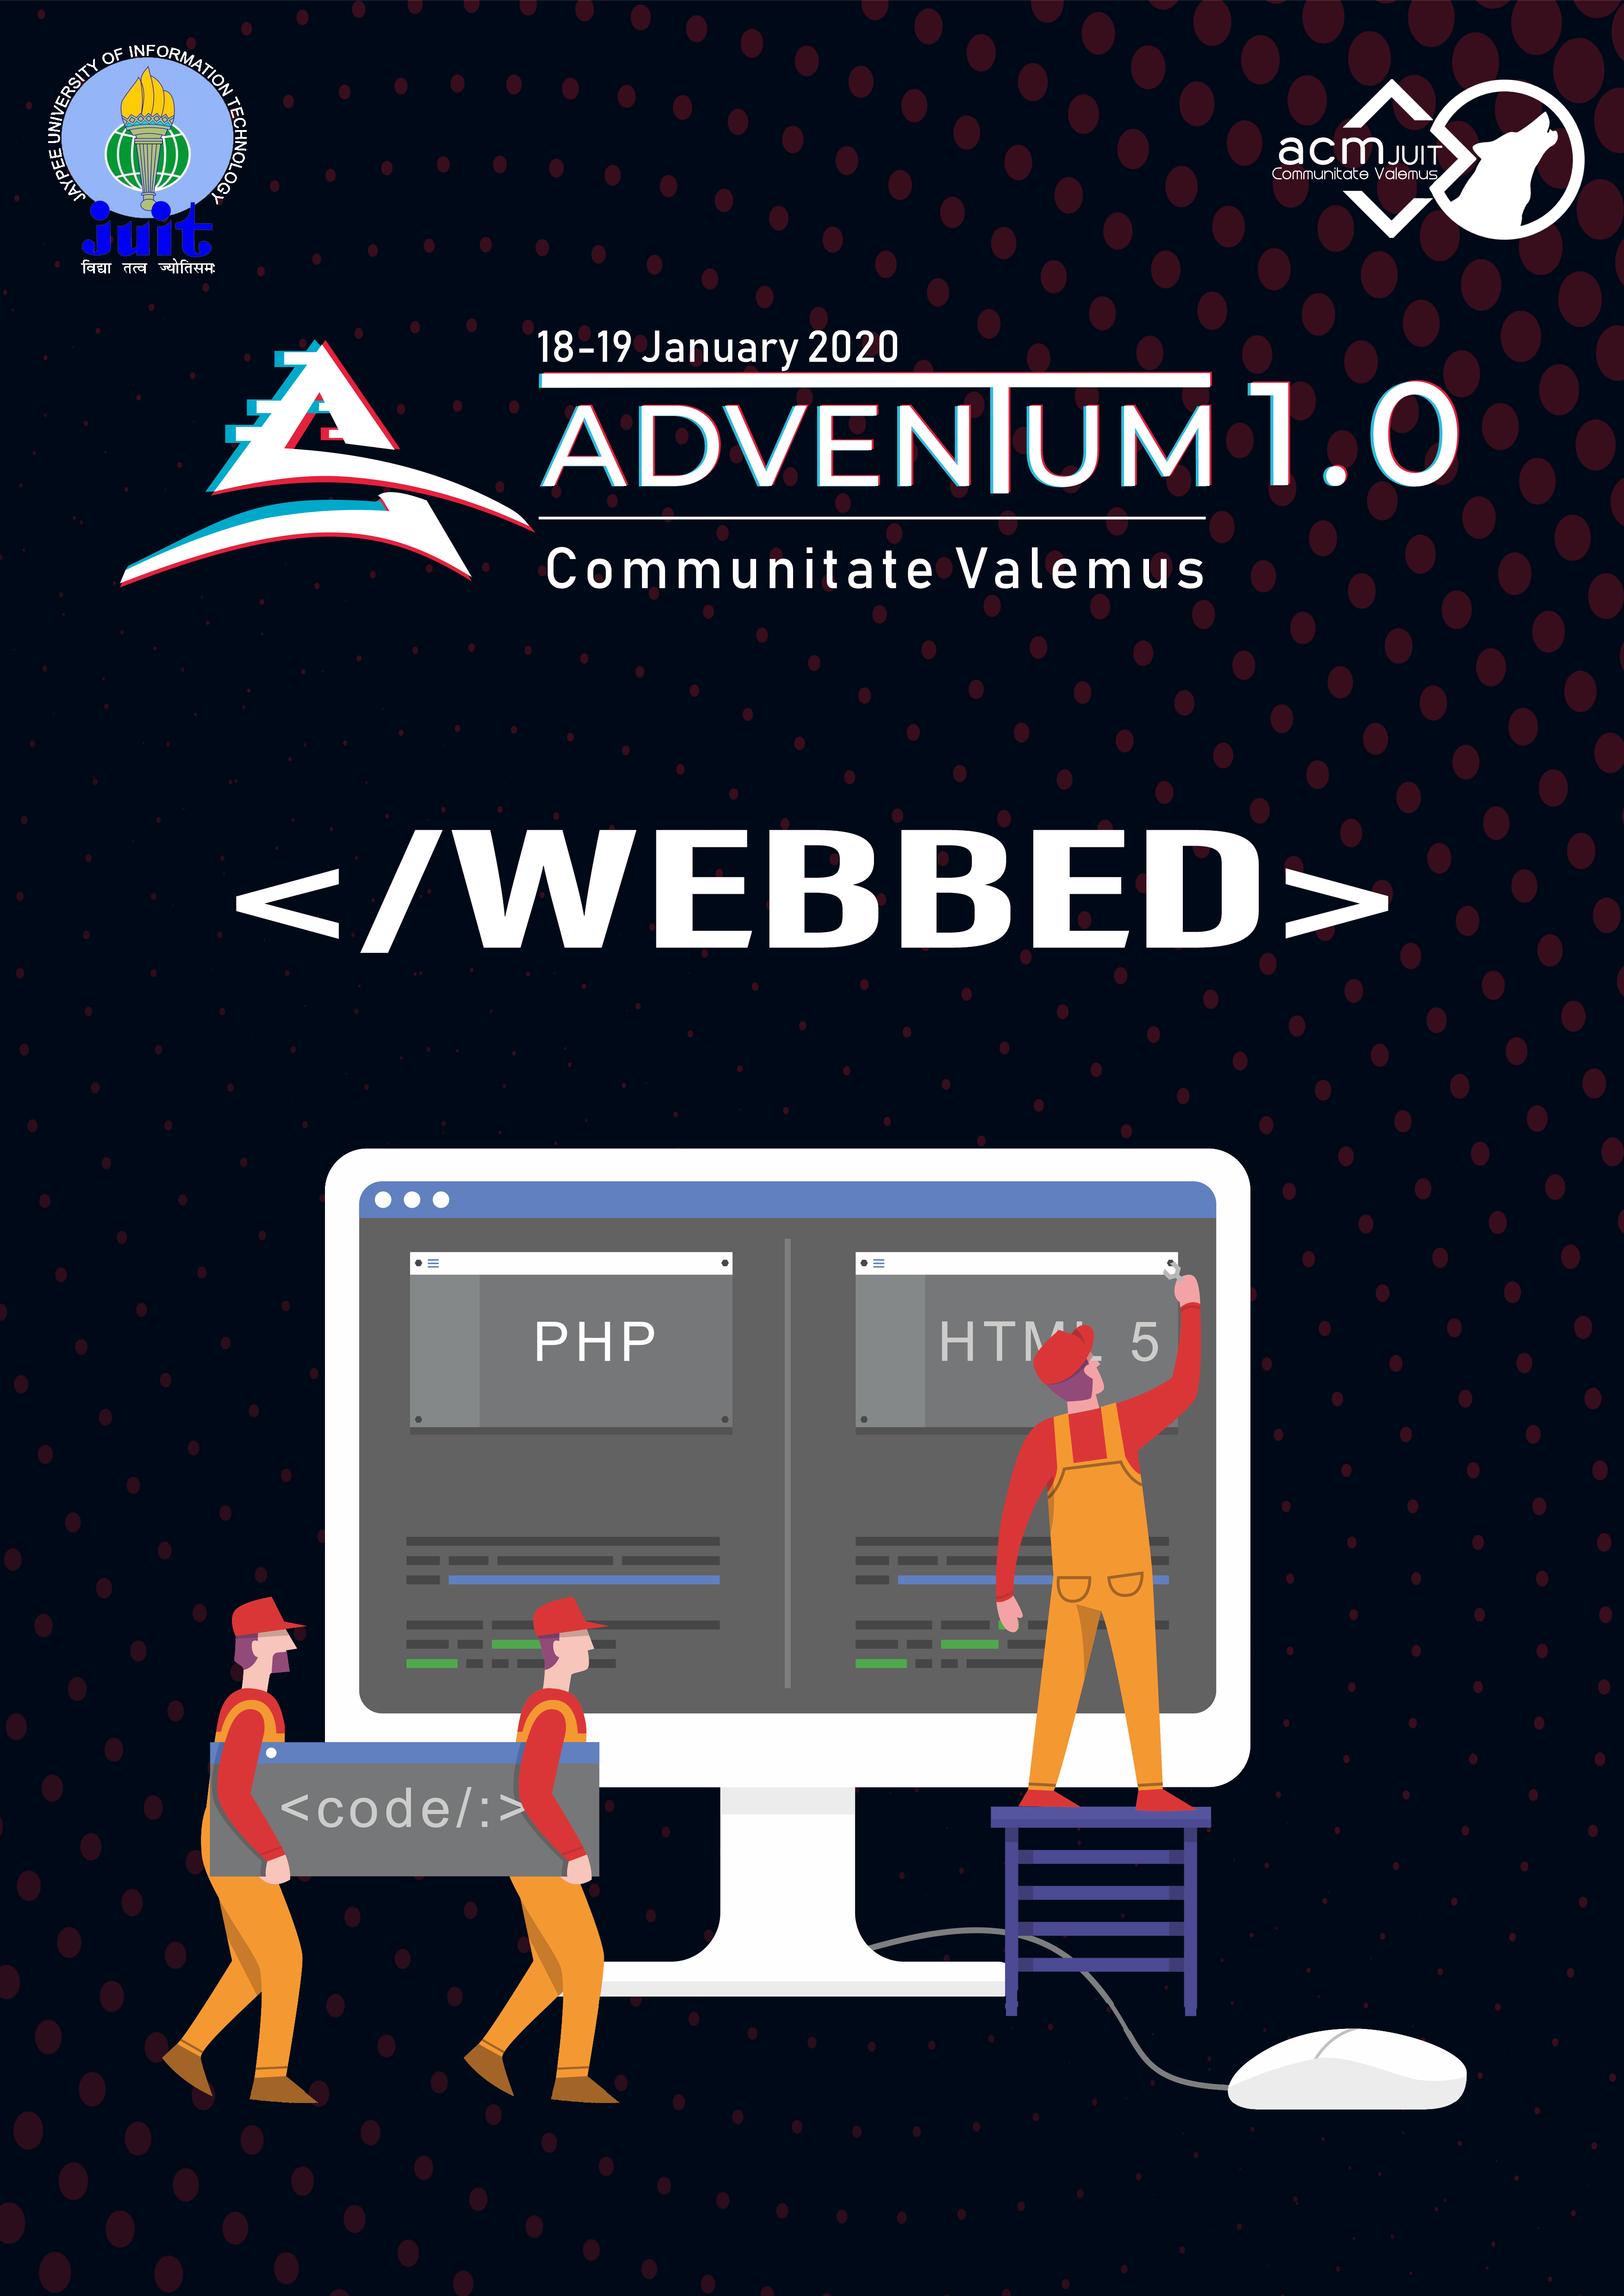 JAYPEE UNIVERSITY OF INFORMATION TECHNOLOGY
juit
विद्या तत्व ज्योतिसमः
acm JUIT
Communitate Valemus
18-19 January 2020
ADVENTUM 1.0
Communitate Valemus
</WEBBED>
PHP
HTML 5
<code/:>